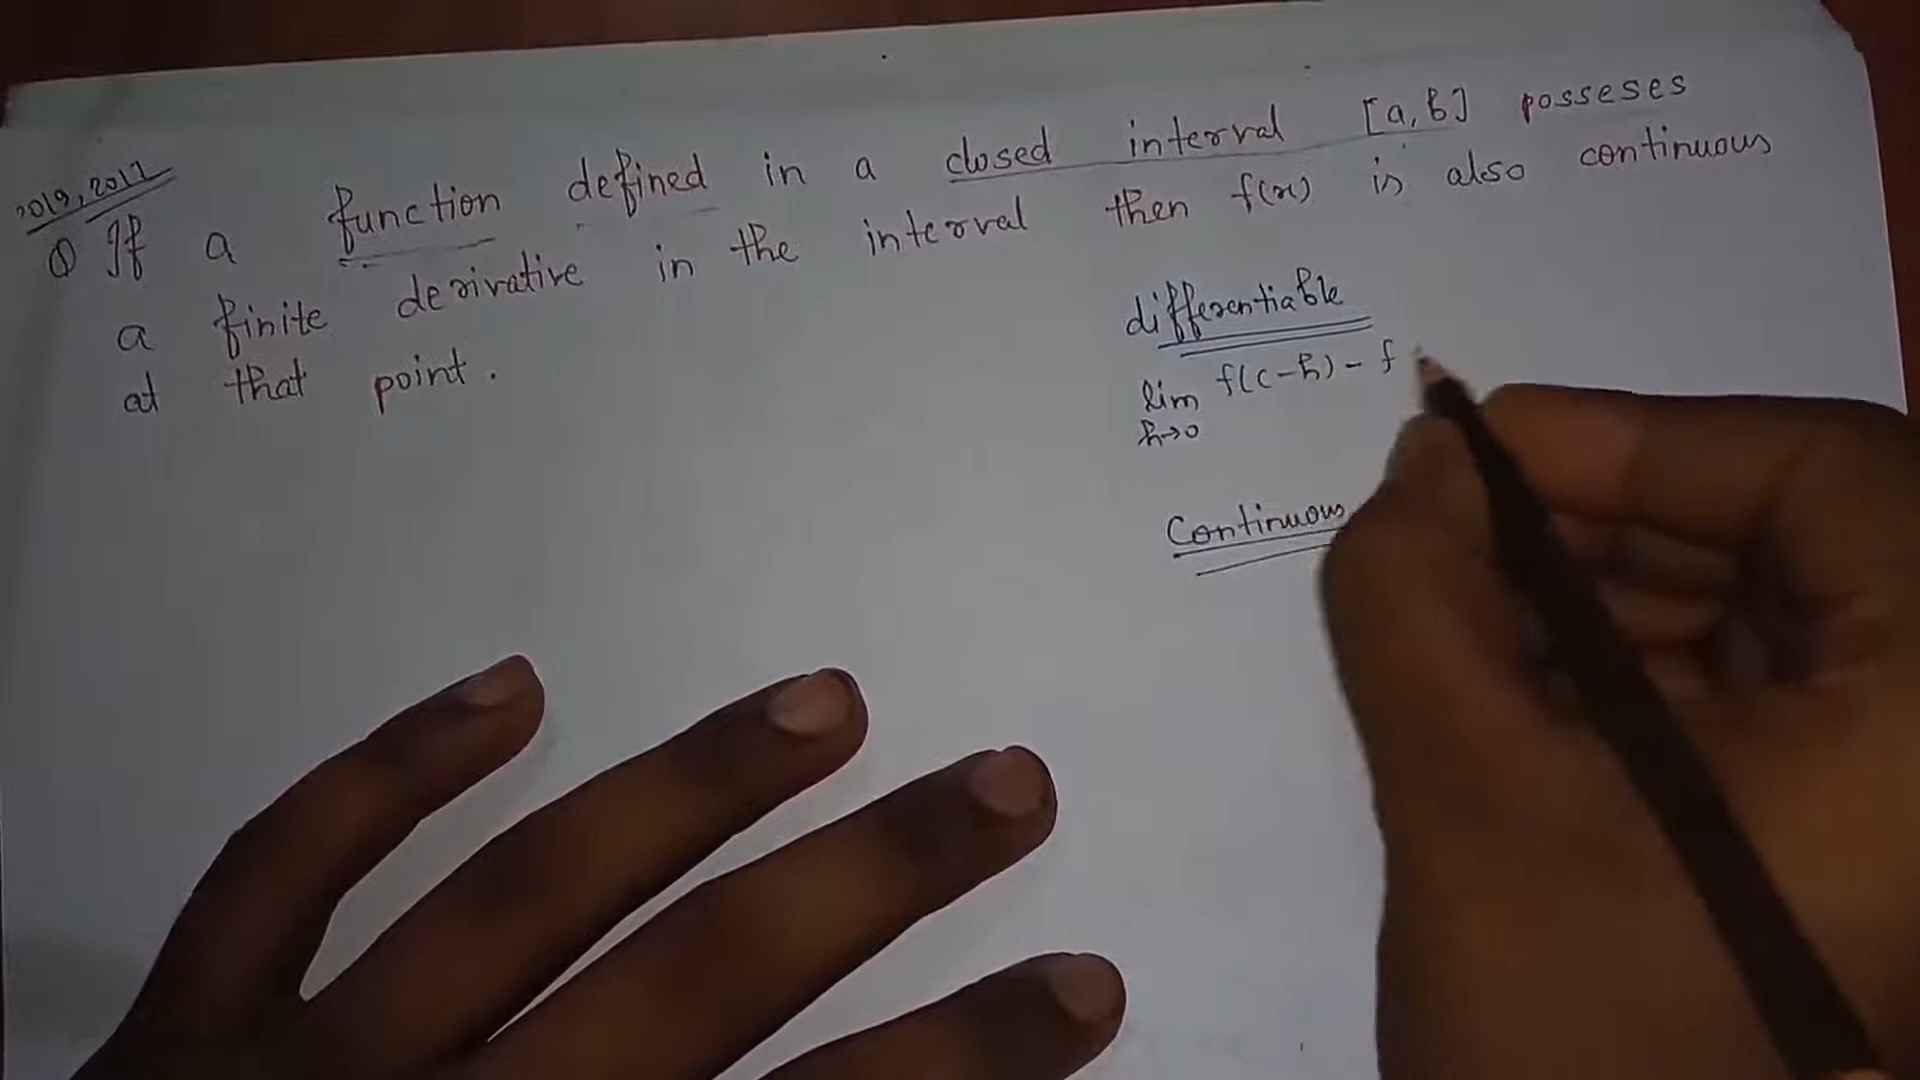 2019, 2017
① If a function defined in a closed interval [a,b] posseses
a finite derivative in the interval then f(x) is also continuous
at that point.
differentiable
lim f(c-h) - f
h→0
Continuous